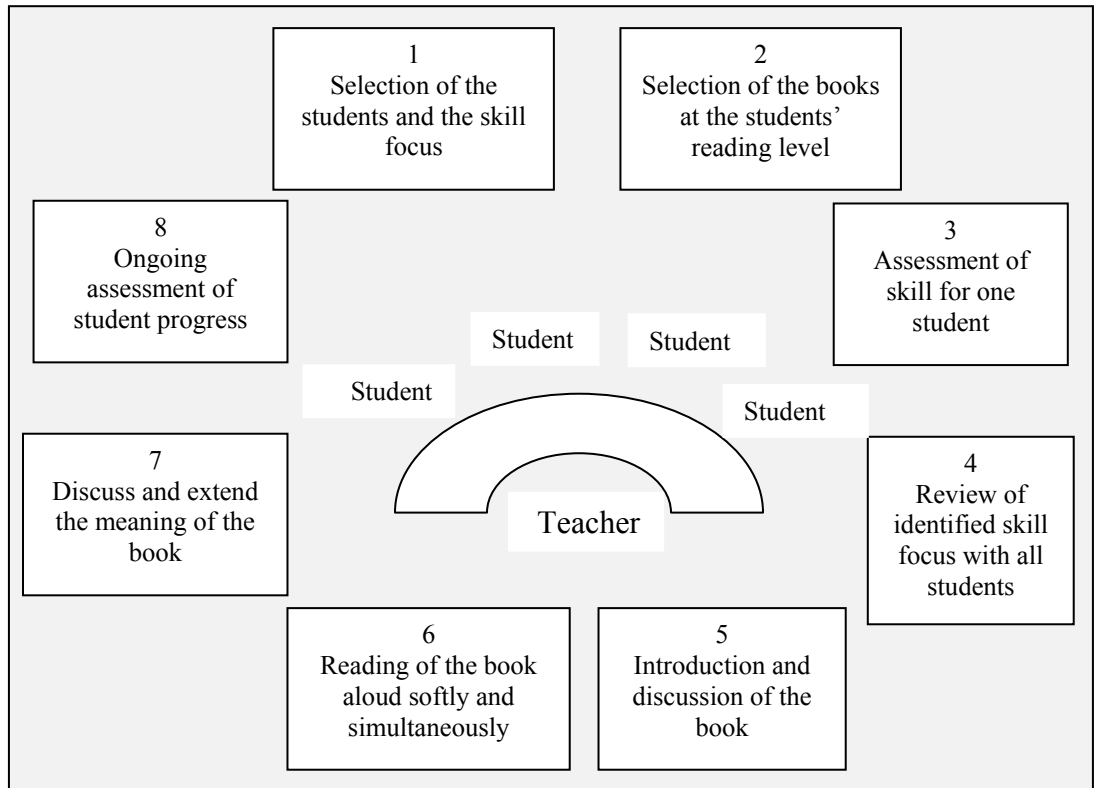 1
Selection of the
students and the skill
focus
2
Selection of the books
at the students’
reading level
3
Assessment of
skill for one
student
4
Review of
identified skill
focus with all
students
5
Introduction and
discussion of the
book
6
Reading of the book
aloud softly and
simultaneously
7
Discuss and extend
the meaning of the
book
8
Ongoing
assessment of
student progress
Student
Student
Student
Student
Teacher